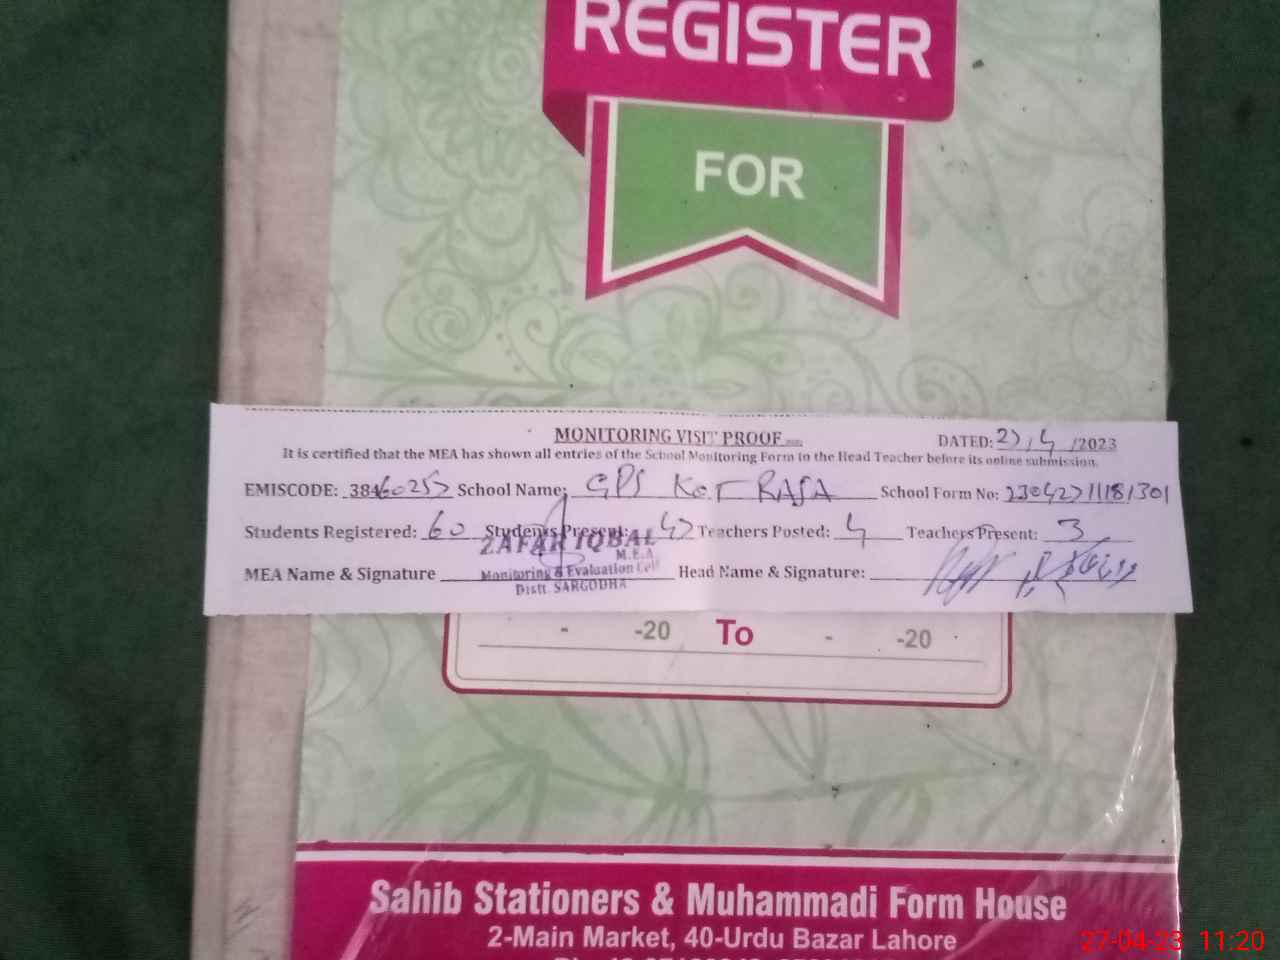 REGISTER
FOR
MONITORING VISIT PROOF
DATED: 27/4/2023
It is certified that the MEA has shown all entries of the School Monitoring Form to the Head Teacher before its online submission.
EMISCODE: 38460257 School Name: GPS Kot RAJA School Form No: 23042711181301
Students Registered: 60 Students Present: 47 Teachers Posted: 4 Teachers Present: 3
ZAFAR IQBAL
M.E.A
Monitoring & Evaluation Cell
Distt. SARGODHA
MEA Name & Signature Head Name & Signature:
- -20 To - -20
Sahib Stationers & Muhammadi Form House
2-Main Market, 40-Urdu Bazar Lahore
27-04-23 11:20